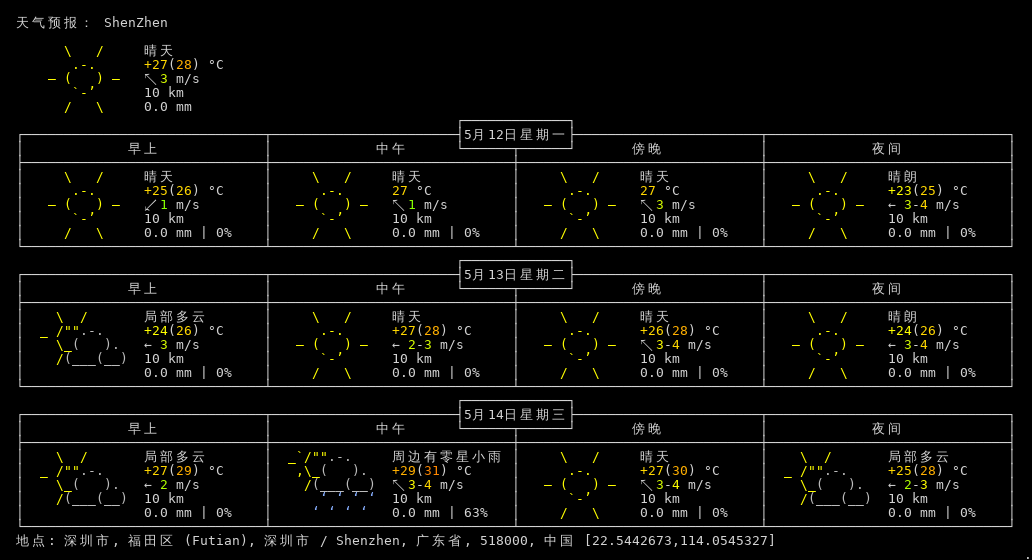 天气预报： ShenZhen
晴天
+27(28) °C
↖3 m/s
10 km
0.0 mm
5月12日星期一
早上 中午 傍晚 夜间
晴天 晴天 晴天 晴朗
+25(26) °C 27 °C 27 °C +23(25) °C
↙1 m/s ↖1 m/s ↖3 m/s ← 3-4 m/s
10 km 10 km 10 km 10 km
0.0 mm | 0% 0.0 mm | 0% 0.0 mm | 0% 0.0 mm | 0%
5月13日星期二
早上 中午 傍晚 夜间
局部多云 晴天 晴天 晴朗
+24(26) °C +27(28) °C +26(28) °C +24(26) °C
← 3 m/s ← 2-3 m/s ↖3-4 m/s ← 3-4 m/s
10 km 10 km 10 km 10 km
0.0 mm | 0% 0.0 mm | 0% 0.0 mm | 0% 0.0 mm | 0%
5月14日星期三
早上 中午 傍晚 夜间
局部多云 周边有零星小雨 晴天 局部多云
+27(29) °C +29(31) °C +27(30) °C +25(28) °C
← 2 m/s ↖3-4 m/s ↖3-4 m/s ← 2-3 m/s
10 km 10 km 10 km 10 km
0.0 mm | 0% 0.0 mm | 63% 0.0 mm | 0% 0.0 mm | 0%
地点: 深圳市, 福田区 (Futian), 深圳市 / Shenzhen, 广东省, 518000, 中国 [22.5442673,114.0545327]